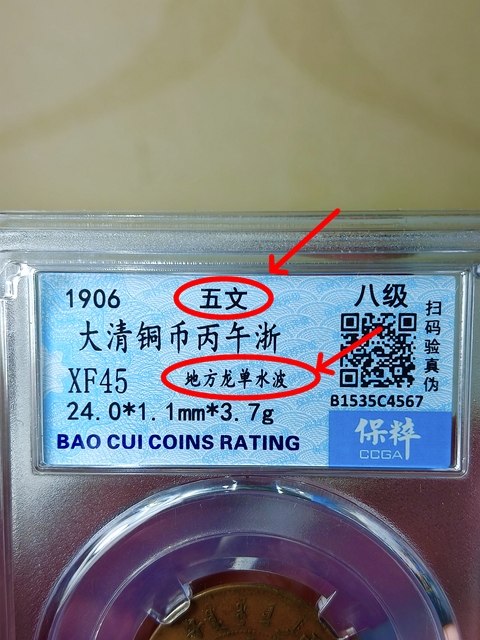 1906 五文 八级
大清铜币丙午浙
XF45 地方龙单水波
24.0*1.1mm*3.7g
BAO CUI COINS RATING
扫码验真伪
B1535C4567
保粹
CCGA